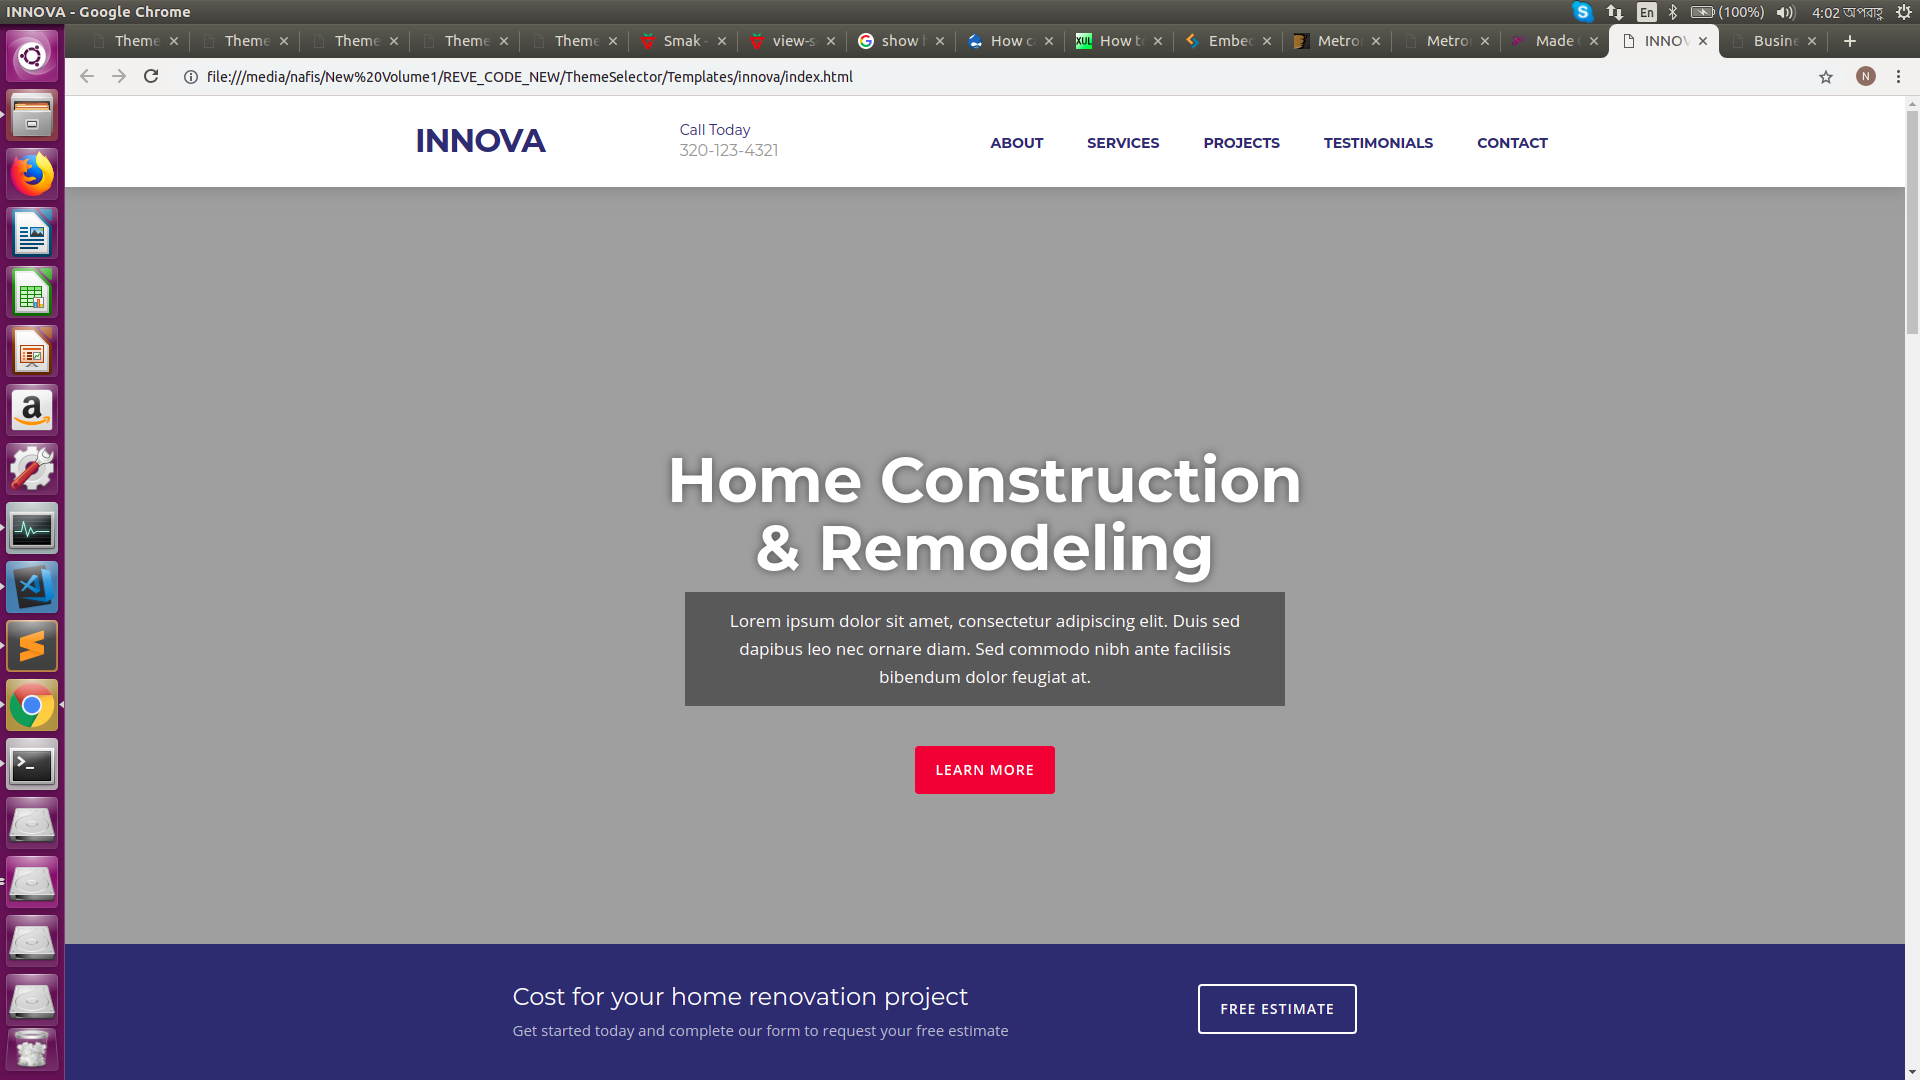 INNOVA - Google Chrome
En
(100%)
4:02 অপরাহ্ণ
Theme
Theme
Theme
Theme
Theme
Smak -
view-s
show
How c
How to
Embe
Metro
Metro
Made
INNOV
Busin
file:///media/nafis/New%20Volume1/REVE_CODE_NEW/ThemeSelector/Templates/innova/index.html
N
INNOVA
Call Today
320-123-4321
ABOUT
SERVICES
PROJECTS
TESTIMONIALS
CONTACT
Home Construction
& Remodeling
Lorem ipsum dolor sit amet, consectetur adipiscing elit. Duis sed
dapibus leo nec ornare diam. Sed commodo nibh ante facilisis
bibendum dolor feugiat at.
LEARN MORE
Cost for your home renovation project
Get started today and complete our form to request your free estimate
FREE ESTIMATE